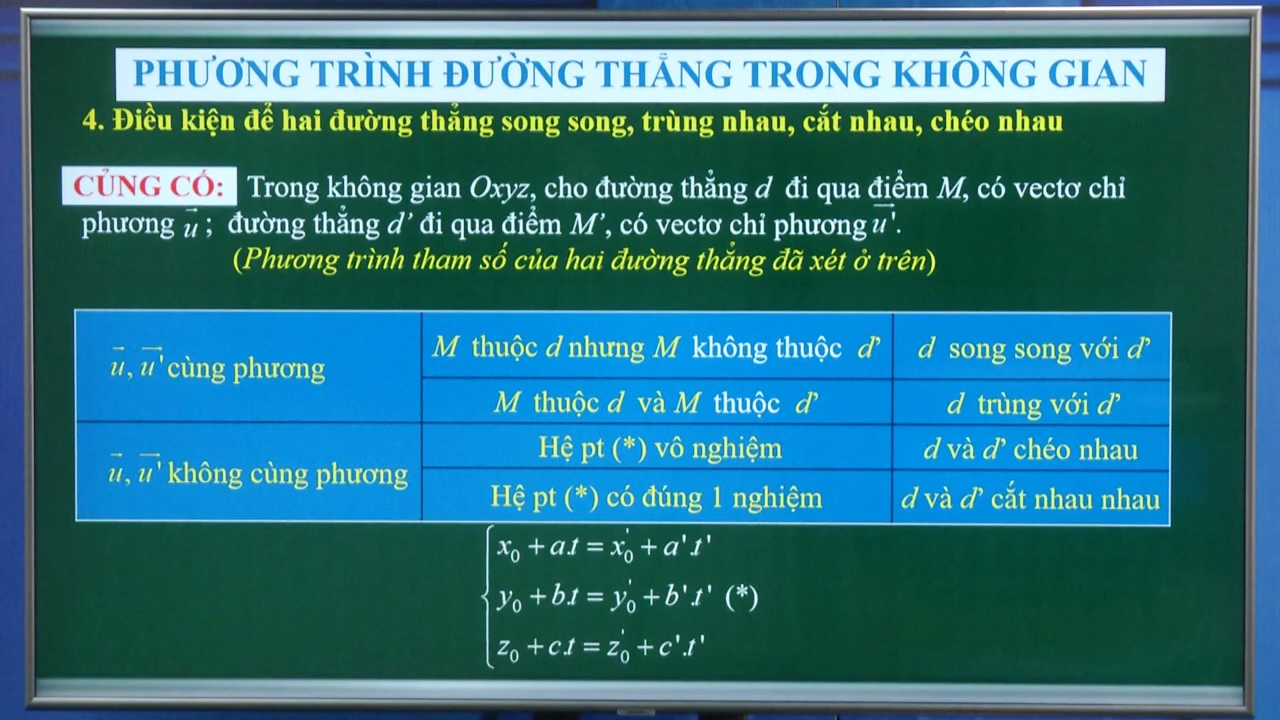 PHƯƠNG TRÌNH ĐƯỜNG THẲNG TRONG KHÔNG GIAN
4. Điều kiện để hai đường thẳng song song, trùng nhau, cắt nhau, chéo nhau
CỦNG CỐ: Trong không gian Oxyz, cho đường thẳng d đi qua điểm M, có vectơ chỉ
phương u⃗ ; đường thẳng d’ đi qua điểm M’, có vectơ chỉ phương u⃗'.
(Phương trình tham số của hai đường thẳng đã xét ở trên)
u⃗, u⃗' cùng phương
M thuộc d nhưng M không thuộc d’
d song song với d’
M thuộc d và M thuộc d’
d trùng với d’
u⃗, u⃗' không cùng phương
Hệ pt (*) vô nghiệm
d và d’ chéo nhau
Hệ pt (*) có đúng 1 nghiệm
d và d’ cắt nhau nhau
x₀ + a.t = x₀' + a'.t'
y₀ + b.t = y₀' + b'.t' (*)
z₀ + c.t = z₀' + c'.t'